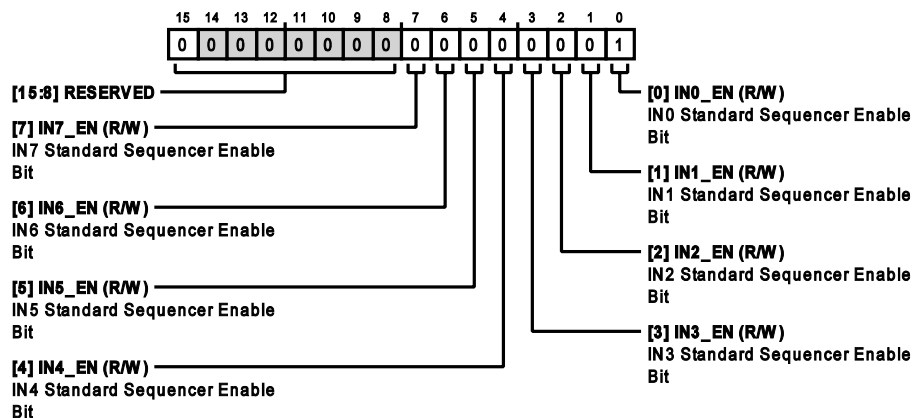 15 14 13 12 11 10 9 8 7 6 5 4 3 2 1 0
0 0 0 0 0 0 0 0 0 0 0 0 0 0 0 1
[15:8] RESERVED
[7] IN7_EN (R/W)
IN7 Standard Sequencer Enable
Bit
[6] IN6_EN (R/W)
IN6 Standard Sequencer Enable
Bit
[5] IN5_EN (R/W)
IN5 Standard Sequencer Enable
Bit
[4] IN4_EN (R/W)
IN4 Standard Sequencer Enable
Bit
[0] IN0_EN (R/W)
IN0 Standard Sequencer Enable
Bit
[1] IN1_EN (R/W)
IN1 Standard Sequencer Enable
Bit
[2] IN2_EN (R/W)
IN2 Standard Sequencer Enable
Bit
[3] IN3_EN (R/W)
IN3 Standard Sequencer Enable
Bit